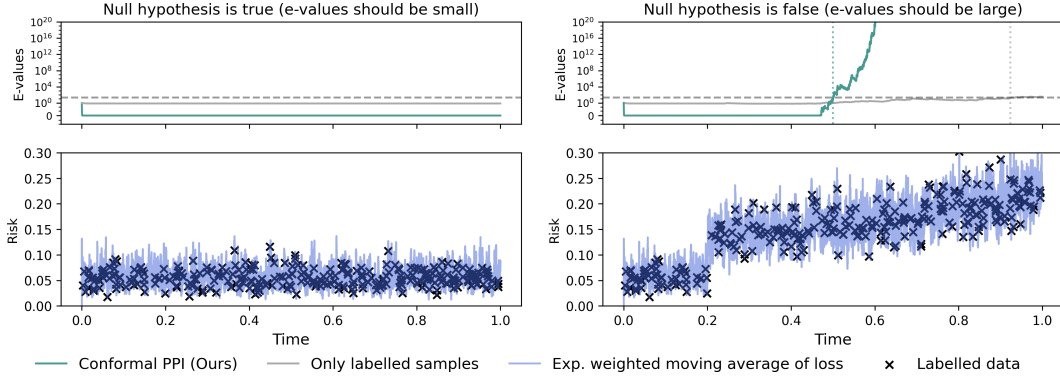 Null hypothesis is true (e-values should be small)
E-values
10^20
10^16
10^12
10^8
10^4
10^0
0
Risk
0.30
0.25
0.20
0.15
0.10
0.05
0.00
0.0 0.2 0.4 0.6 0.8 1.0
Time
Null hypothesis is false (e-values should be large)
E-values
10^20
10^16
10^12
10^8
10^4
10^0
0
Risk
0.30
0.25
0.20
0.15
0.10
0.05
0.00
0.0 0.2 0.4 0.6 0.8 1.0
Time
Conformal PPI (Ours) Only labelled samples Exp. weighted moving average of loss Labelled data